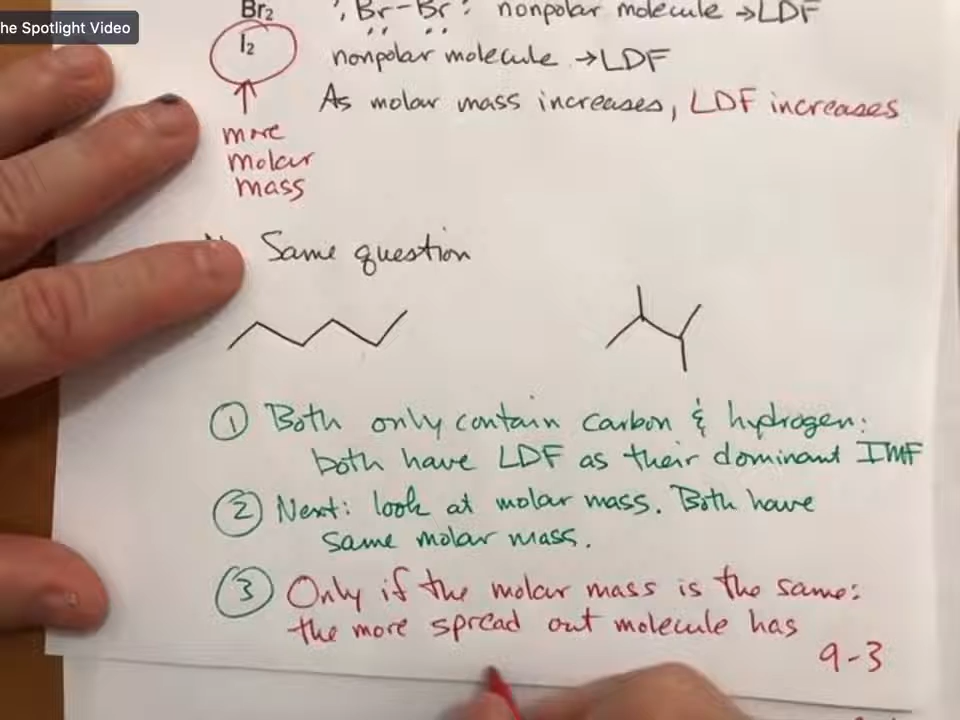 he Spotlight Video
Br2
:Br-Br: nonpolar molecule →LDF
I2
nonpolar molecule →LDF
As molar mass increases, LDF increases
more
molar
mass
Same question
① Both only contain carbon & hydrogen:
both have LDF as their dominant IMF
② Next: look at molar mass. Both have
same molar mass.
③ Only if the molar mass is the same:
the more spread out molecule has
9-3